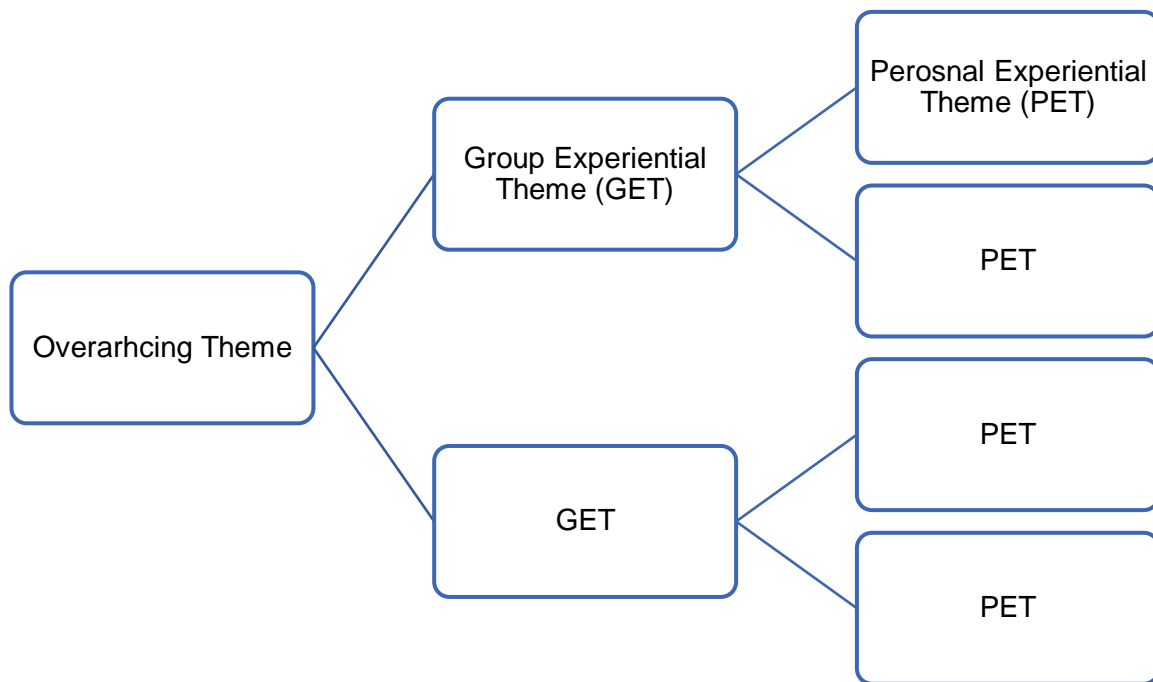 Perosnal Experiential
Theme (PET)
Group Experiential
Theme (GET)
PET
Overarhcing Theme
PET
GET
PET